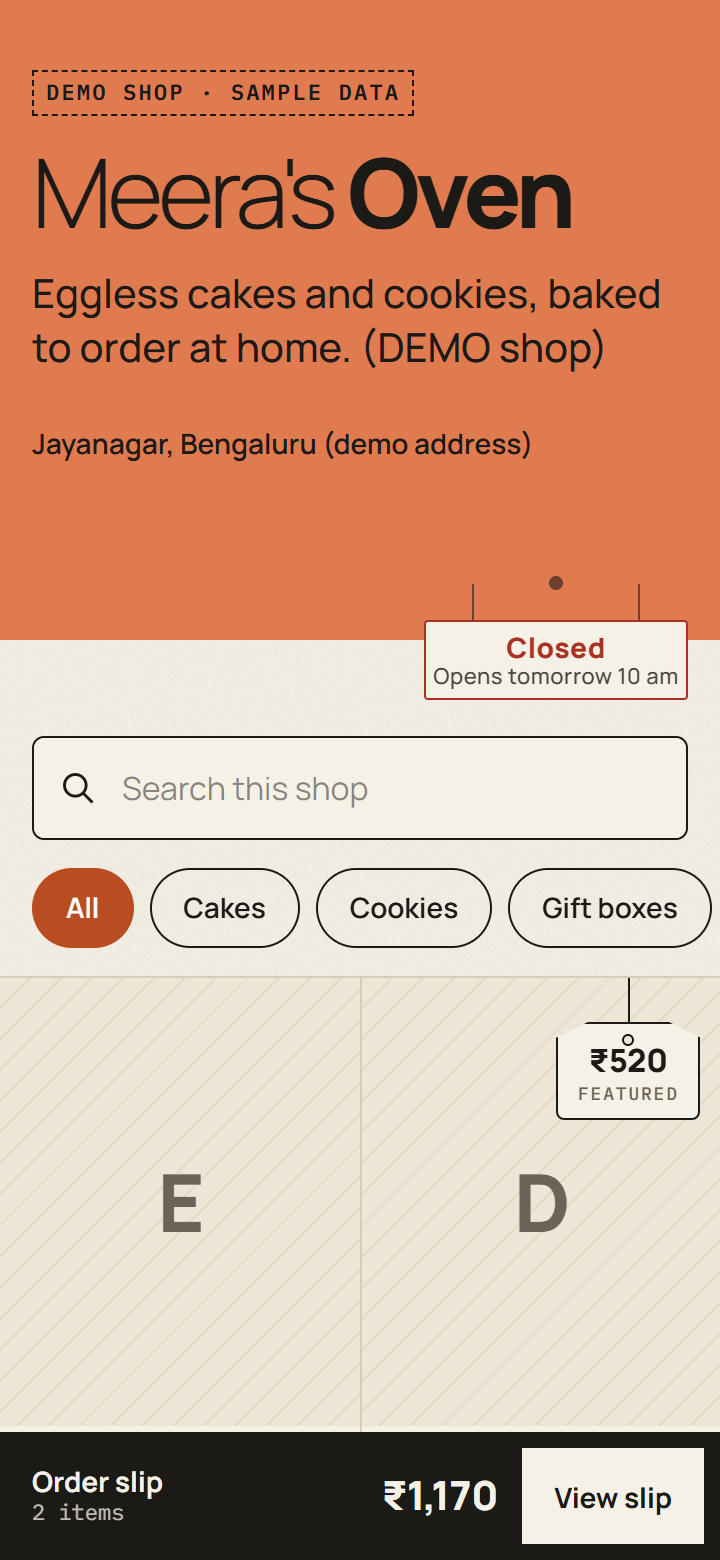 DEMO SHOP · SAMPLE DATA
Meera's Oven
Eggless cakes and cookies, baked
to order at home. (DEMO shop)
Jayanagar, Bengaluru (demo address)
Closed
Opens tomorrow 10 am
Search this shop
All Cakes Cookies Gift boxes
₹520
FEATURED
E D
Order slip
2 items
₹1,170
View slip